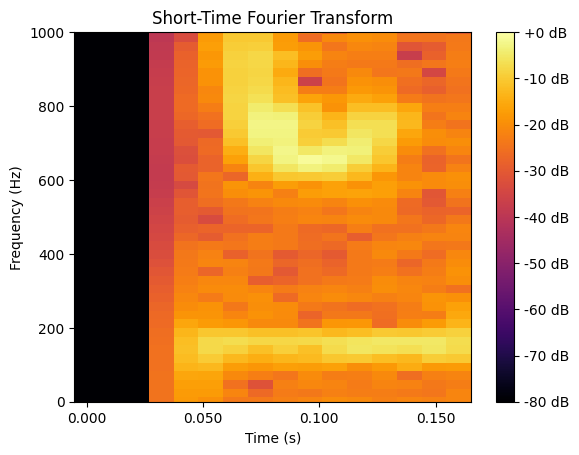 Short-Time Fourier Transform
1000
800
600
400
200
0
Frequency (Hz)
0.000
0.050
0.100
0.150
Time (s)
+0 dB
-10 dB
-20 dB
-30 dB
-40 dB
-50 dB
-60 dB
-70 dB
-80 dB